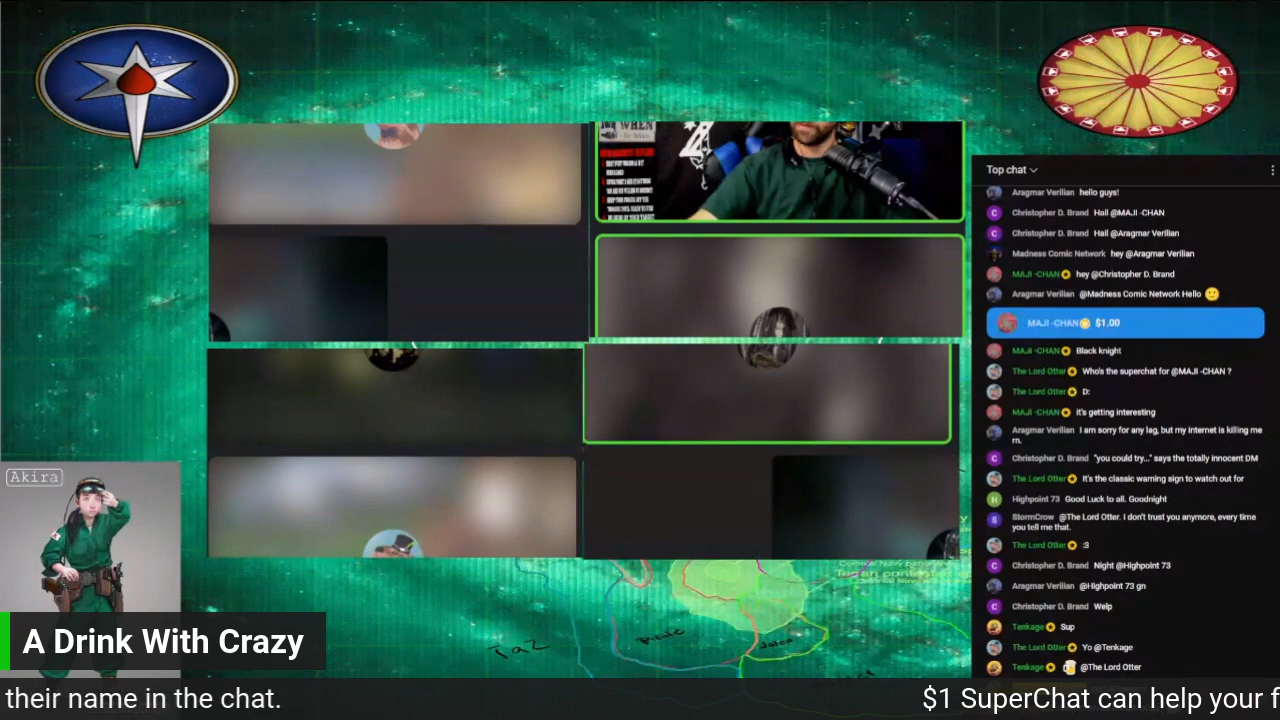 WHEN
Top chat
Aragmar Verilian hello guys!
Christopher D. Brand Hail @MAJI -CHAN
Christopher D. Brand Hail @Aragmar Verilian
Madness Comic Network hey @Aragmar Verilian
MAJI -CHAN hey @Christopher D. Brand
Aragmar Verilian @Madness Comic Network Hello
MAJI -CHAN $1.00
MAJI -CHAN Black knight
The Lord Otter Who's the superchat for @MAJI -CHAN ?
The Lord Otter D:
MAJI -CHAN it's getting interesting
Aragmar Verilian I am sorry for any lag, but my internet is killing me
rn.
Christopher D. Brand "you could try..." says the totally innocent DM
The Lord Otter It's the classic warning sign to watch out for
H
Highpoint 73 Good Luck to all. Goodnight
StormCrow @The Lord Otter. I don't trust you anymore, every time
you tell me that.
The Lord Otter :3
Christopher D. Brand Night @Highpoint 73
Aragmar Verilian @Highpoint 73 gn
Christopher D. Brand Welp
Tenkage Sup
The Lord Otter Yo @Tenkage
Tenkage @The Lord Otter
Akira
Taz
Pirate
A Drink With Crazy
their name in the chat.
$1 SuperChat can help your f